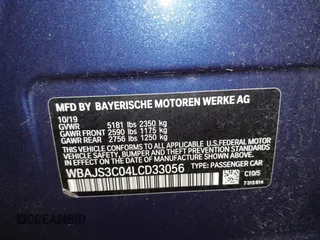 MFD BY BAYERISCHE MOTOREN WERKE AG
10/19
GVWR 5181 lbs 2350 kg
GAWR FRONT 2590 lbs 1175 kg
GAWR REAR 2756 lbs 1250 kg
THIS VEHICLE CONFORMS TO ALL APPLICABLE U.S.FEDERAL MOTOR
VEHICLE SAFETY, BUMPER, AND THEFT PREVENTION STANDARDS IN
EFFECT ON THE DATE OF MANUFACTURE SHOWN ABOVE.
WBAJS3C04LCD33056
TYPE: PASSENGER CAR
C10/5
DREAMBID